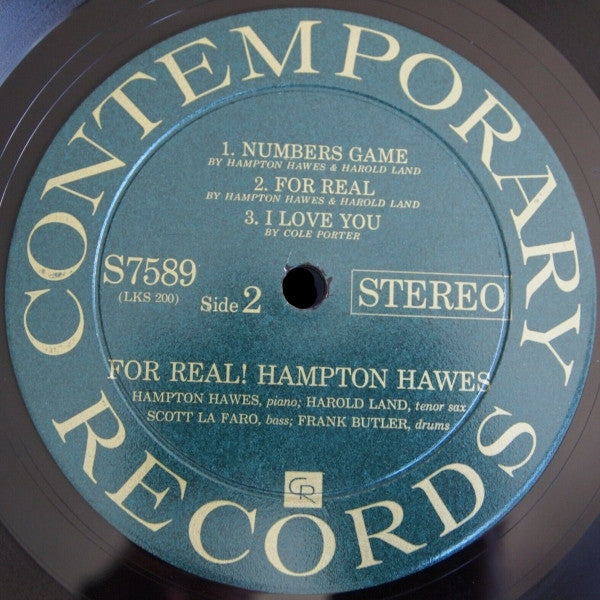 CONTEMPORARY
1. NUMBERS GAME
BY HAMPTON HAWES & HAROLD LAND
2. FOR REAL
BY HAMPTON HAWES & HAROLD LAND
3. I LOVE YOU
BY COLE PORTER
S7589
(LKS 200)
Side 2
STEREO
FOR REAL! HAMPTON HAWES
HAMPTON HAWES, piano; HAROLD LAND, tenor sax
SCOTT LA FARO, bass; FRANK BUTLER, drums
CR
RECORDS